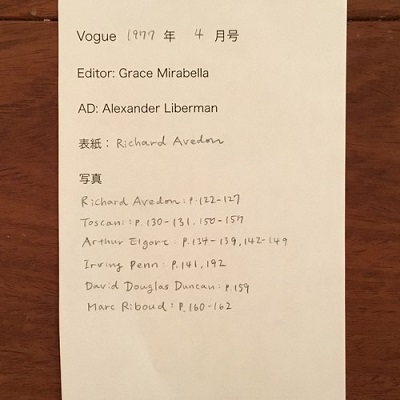 Vogue 1977 年 4 月号
Editor: Grace Mirabella
AD: Alexander Liberman
表紙： Richard Avedon
写真
Richard Avedon: P.122-127
Toscani: P.130-131, 150-157
Arthur Elgort: P.134-139, 142-149
Irving Penn: P.141, 192
David Douglas Duncan: P.159
Marc Riboud: P.160-162